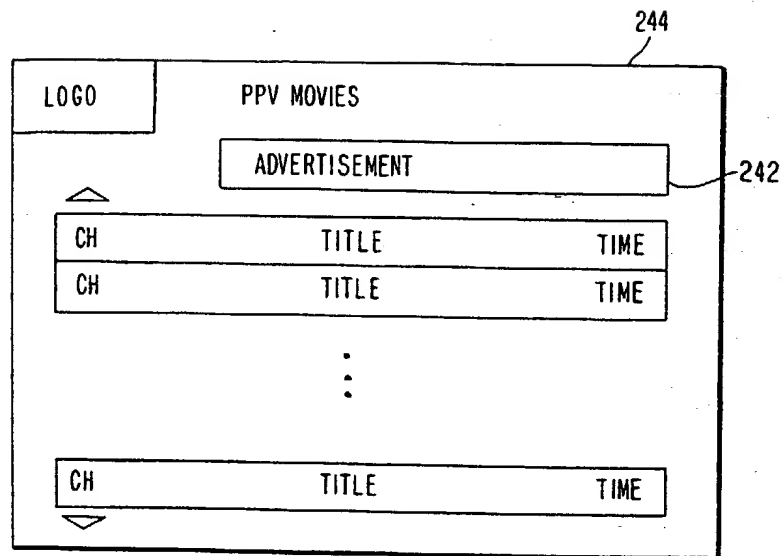 244
LOGO PPV MOVIES
ADVERTISEMENT
242
CH TITLE TIME
CH TITLE TIME
CH TITLE TIME